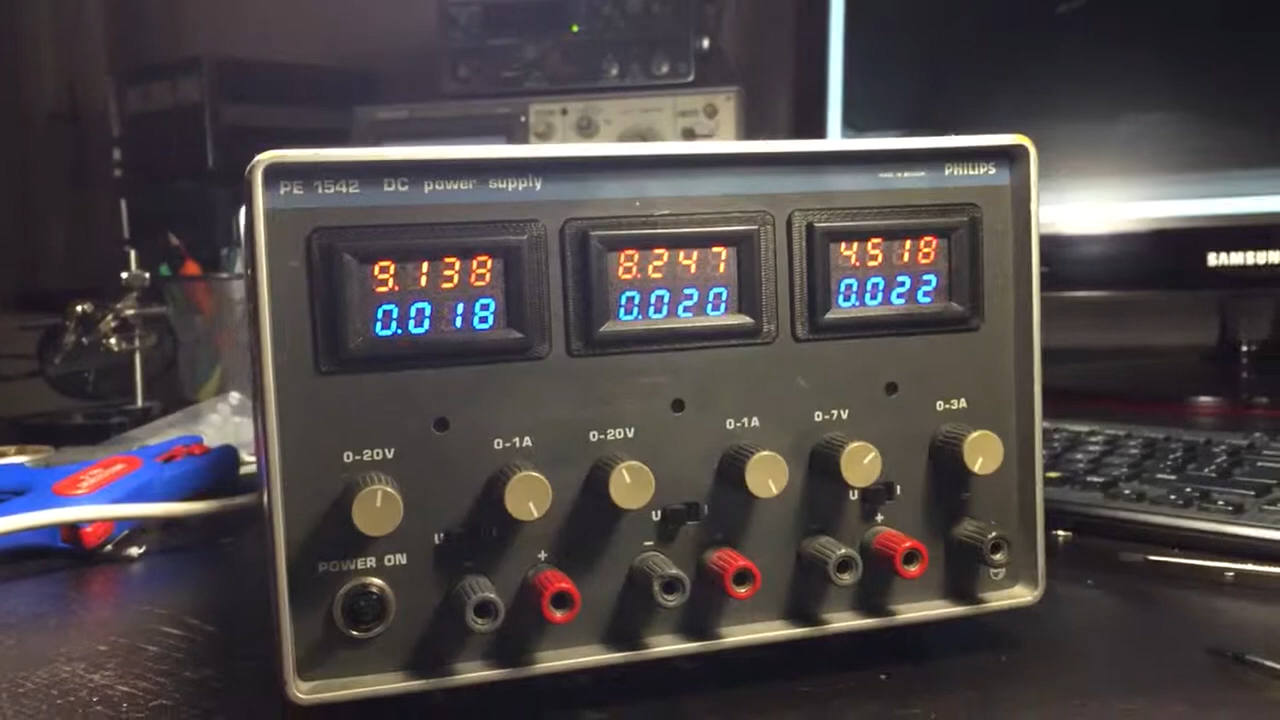 PE 1542 DC power supply
PHILIPS
9.138
0.018
8.247
0.020
4.518
0.022
SAMSUN
0-20V
0-1A
0-20V
0-1A
0-7V
0-3A
U
U I
+
POWER ON
+
-